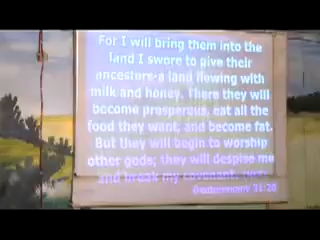 For I will bring them into the
land I swore to give their
ancestors-a land flowing with
milk and honey. There they will
become prosperous, eat all the
food they want, and become fat.
But they will begin to worship
other gods; they will despise me
and break my covenant.
Deuteronomy 31:20